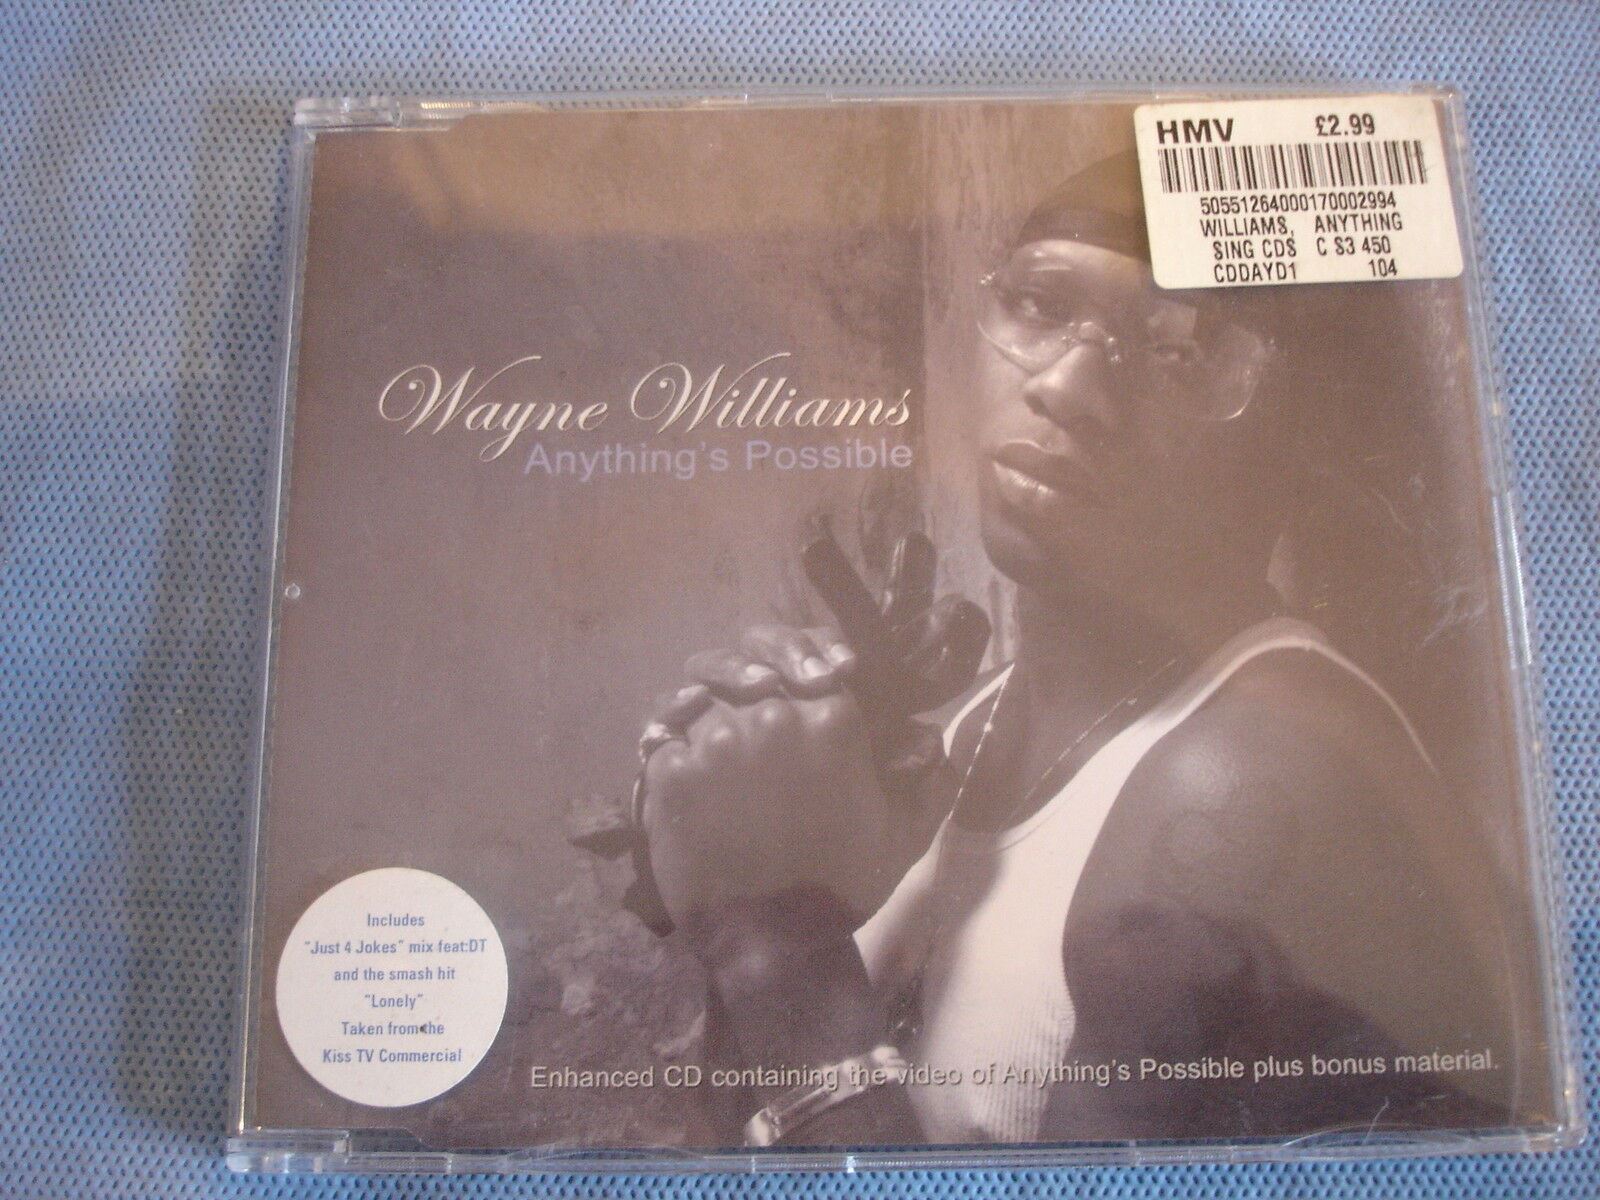 HMV £2.99
50551264000170002994
WILLIAMS, ANYTHING
SING CDS C S3 450
CDDAYD1 104
Wayne Williams
Anything's Possible
Includes
"Just 4 Jokes" mix feat:DT
and the smash hit
"Lonely"
Taken from the
Kiss TV Commercial
Enhanced CD containing the video of Anything's Possible plus bonus material.